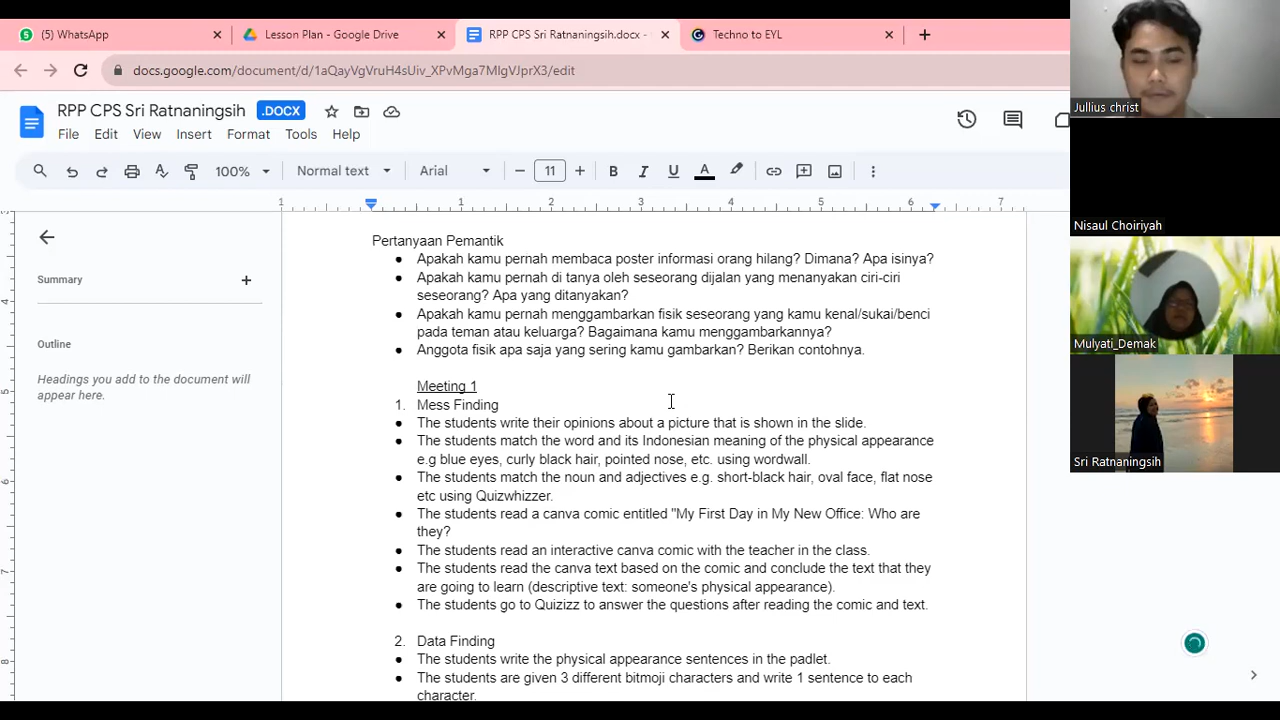 (5) WhatsApp
Lesson Plan - Google Drive
RPP CPS Sri Ratnaningsih.docx -
Techno to EYL
docs.google.com/document/d/1aQayVgVruH4sUiv_XPvMga7MIgVJprX3/edit
RPP CPS Sri Ratnaningsih .DOCX
File Edit View Insert Format Tools Help
100% Normal text Arial 11
1 1 2 3 4 5 6 7
Summary
Outline
Headings you add to the document will
appear here.
Pertanyaan Pemantik
● Apakah kamu pernah membaca poster informasi orang hilang? Dimana? Apa isinya?
● Apakah kamu pernah di tanya oleh seseorang dijalan yang menanyakan ciri-ciri
seseorang? Apa yang ditanyakan?
● Apakah kamu pernah menggambarkan fisik seseorang yang kamu kenal/sukai/benci
pada teman atau keluarga? Bagaimana kamu menggambarkannya?
● Anggota fisik apa saja yang sering kamu gambarkan? Berikan contohnya.
Meeting 1
1. Mess Finding
● The students write their opinions about a picture that is shown in the slide.
● The students match the word and its Indonesian meaning of the physical appearance
e.g blue eyes, curly black hair, pointed nose, etc. using wordwall.
● The students match the noun and adjectives e.g. short-black hair, oval face, flat nose
etc using Quizwhizzer.
● The students read a canva comic entitled "My First Day in My New Office: Who are
they?
● The students read an interactive canva comic with the teacher in the class.
● The students read the canva text based on the comic and conclude the text that they
are going to learn (descriptive text: someone's physical appearance).
● The students go to Quizizz to answer the questions after reading the comic and text.
2. Data Finding
● The students write the physical appearance sentences in the padlet.
● The students are given 3 different bitmoji characters and write 1 sentence to each
character.
Jullius christ
Nisaul Choiriyah
Mulyati_Demak
Sri Ratnaningsih